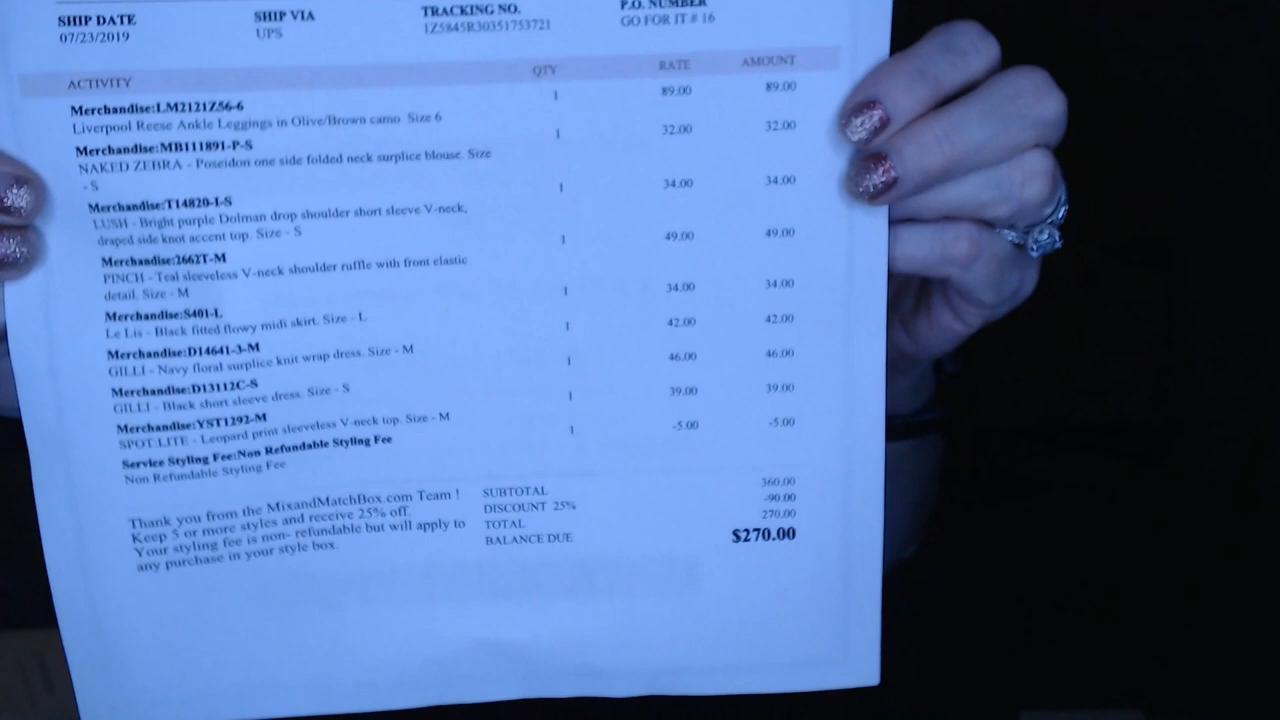 SHIP DATE SHIP VIA TRACKING NO. P.O. NUMBER
07/23/2019 UPS 1Z5845R30351753721 GO FOR IT # 16
ACTIVITY QTY RATE AMOUNT
Merchandise:LM2121Z56-6 1 89.00 89.00
Liverpool Reese Ankle Leggings in Olive/Brown camo Size 6
Merchandise:MB111891-P-S 1 32.00 32.00
NAKED ZEBRA - Poseidon one side folded neck surplice blouse. Size
- S
Merchandise:T14820-1-S 1 34.00 34.00
LUSH - Bright purple Dolman drop shoulder short sleeve V-neck,
draped side knot accent top. Size - S
Merchandise:2662T-M 1 49.00 49.00
PINCH - Teal sleeveless V-neck shoulder ruffle with front elastic
detail. Size - M
Merchandise:S401-L 1 34.00 34.00
Le Lis - Black fitted flowy midi skirt. Size - L
Merchandise:D14641-3-M 1 42.00 42.00
GILLI - Navy floral surplice knit wrap dress. Size - M
Merchandise:D13112C-S 1 46.00 46.00
GILLI - Black short sleeve dress. Size - S
Merchandise:YST1292-M 1 39.00 39.00
SPOT LITE - Leopard print sleeveless V-neck top. Size - M
Service Styling Fee:Non Refundable Styling Fee 1 -5.00 -5.00
Non Refundable Styling Fee
Thank you from the MixandMatchBox.com Team !
Keep 5 or more styles and receive 25% off.
Your styling fee is non- refundable but will apply to
any purchase in your style box.
SUBTOTAL 360.00
DISCOUNT 25% -90.00
TOTAL 270.00
BALANCE DUE $270.00